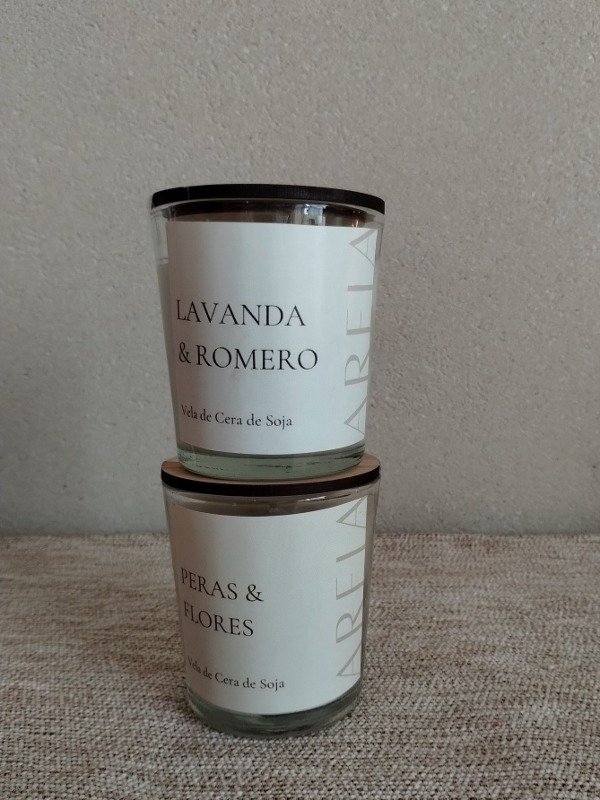 LAVANDA
& ROMERO
Vela de Cera de Soja
AREIA
PERAS &
FLORES
Vela de Cera de Soja
AREIA